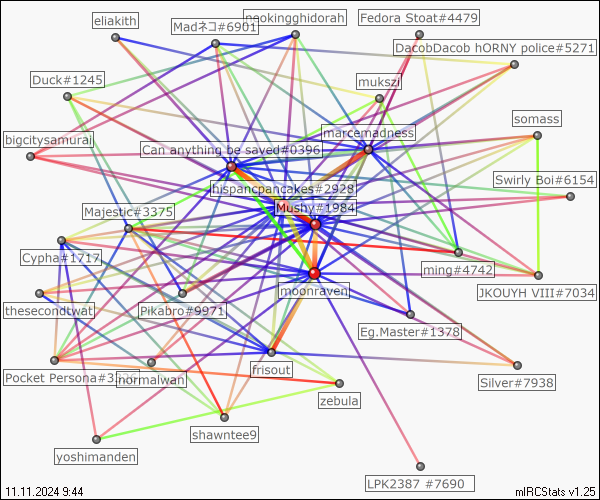 neokingghidorah
Fedora Stoat#4479
eliakith
Madネコ#6901
DacobDacob hORNY police#5271
Duck#1245
mukszi
somass
marcemadness
bigcitysamurai
Can anything be saved#0396
Swirly Boi#6154
hispancpancakes#2928
Mushy#1984
Majestic#3375
Cypha#1717
ming#4742
moonraven
JKOUYH VIII#7034
thesecondtwat
Pikabro#9971
Eg.Master#1378
frisout
Pocket Persona#3
normalwan
Silver#7938
zebula
shawntee9
yoshimanden
LPK2387 #7690
11.11.2024 9:44
mIRCStats v1.25